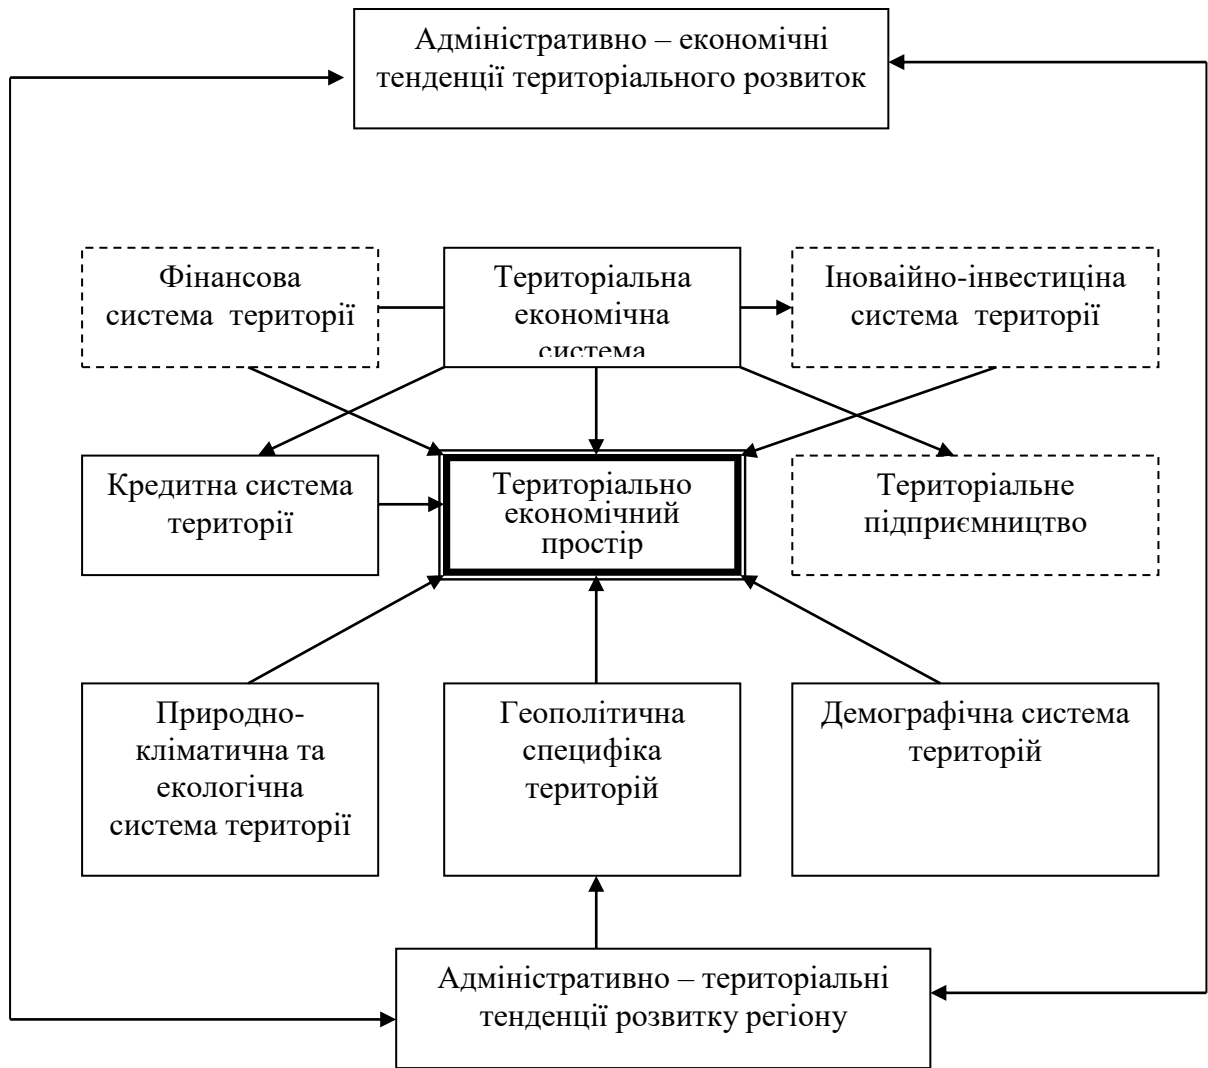 Адміністративно – економічні
тенденції територіального розвиток
Фінансова
система території
Територіальна
економічна
система
Іноваійно-інвестиціна
система території
Кредитна система
території
Територіально
економічний
простір
Територіальне
підприємництво
Природно-
кліматична та
екологічна
система території
Геополітична
специфіка
територій
Демографічна система
територій
Адміністративно – територіальні
тенденції розвитку регіону